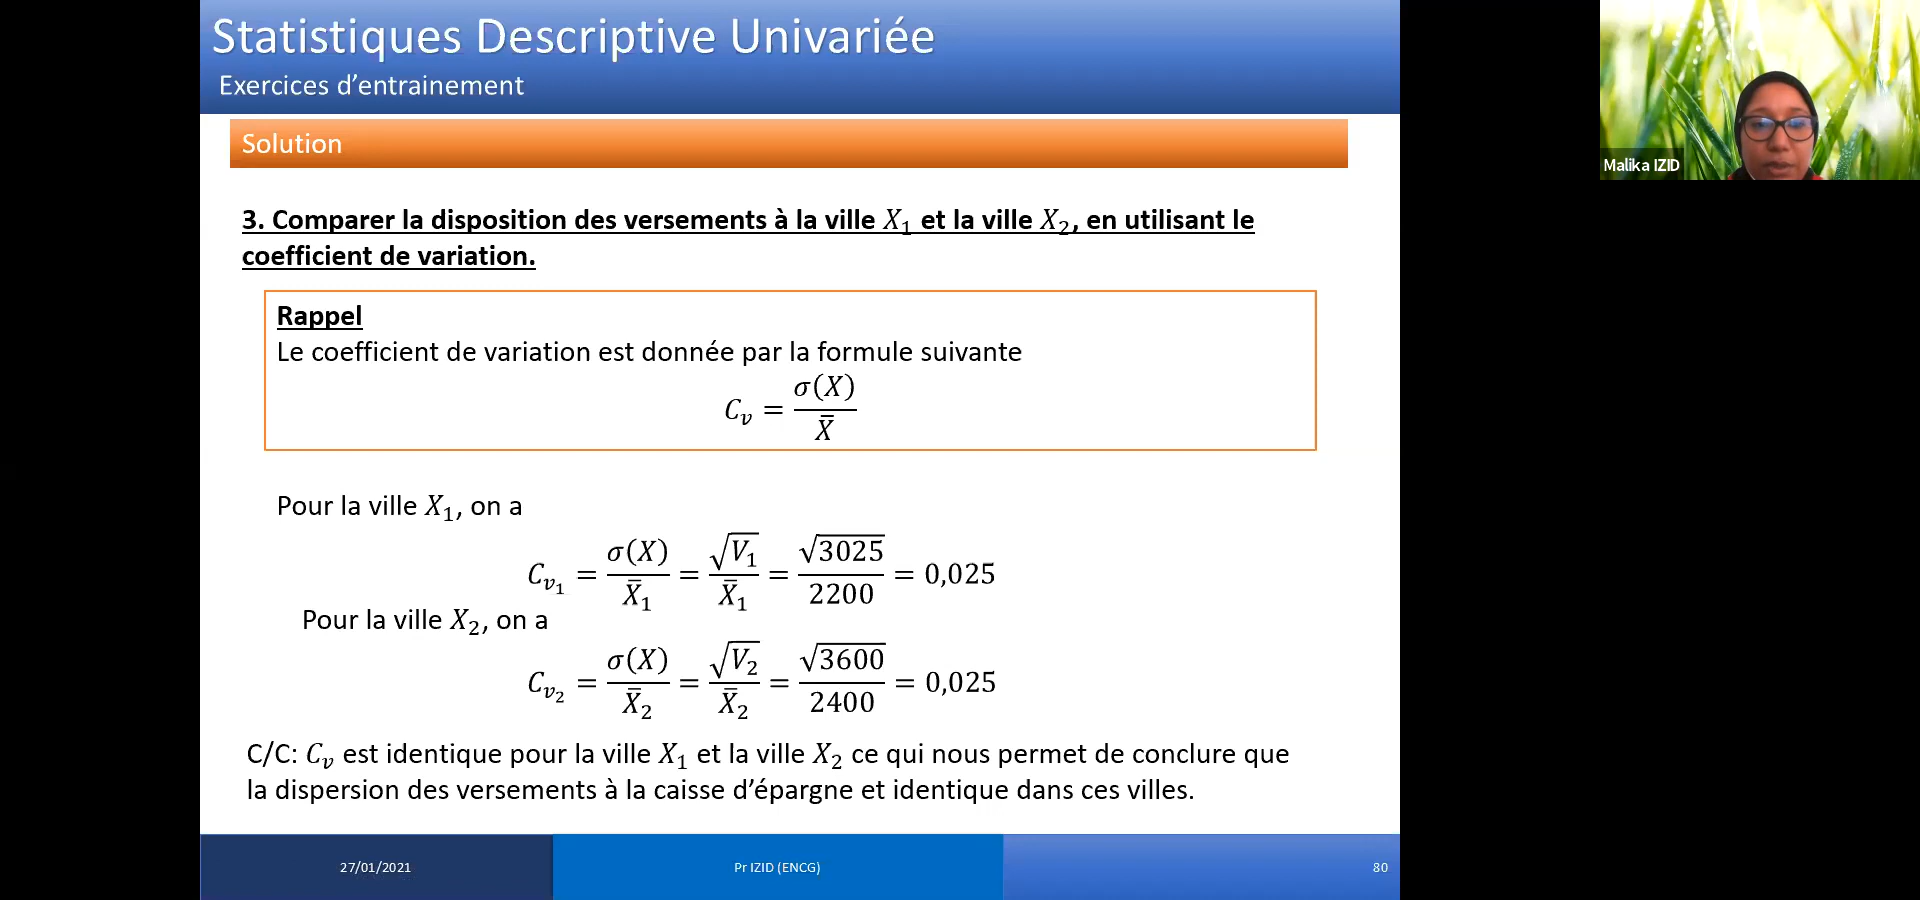 Statistiques Descriptive Univariée
Exercices d’entrainement
Solution
3. Comparer la disposition des versements à la ville X₁ et la ville X₂, en utilisant le
coefficient de variation.
Rappel
Le coefficient de variation est donnée par la formule suivante
C_v = σ(X) / X̄
Pour la ville X₁, on a
C_v₁ = σ(X) / X̄₁ = √V₁ / X̄₁ = √3025 / 2200 = 0,025
Pour la ville X₂, on a
C_v₂ = σ(X) / X̄₂ = √V₂ / X̄₂ = √3600 / 2400 = 0,025
C/C: C_v est identique pour la ville X₁ et la ville X₂ ce qui nous permet de conclure que
la dispersion des versements à la caisse d’épargne et identique dans ces villes.
27/01/2021
Pr IZID (ENCG)
80
Malika IZID